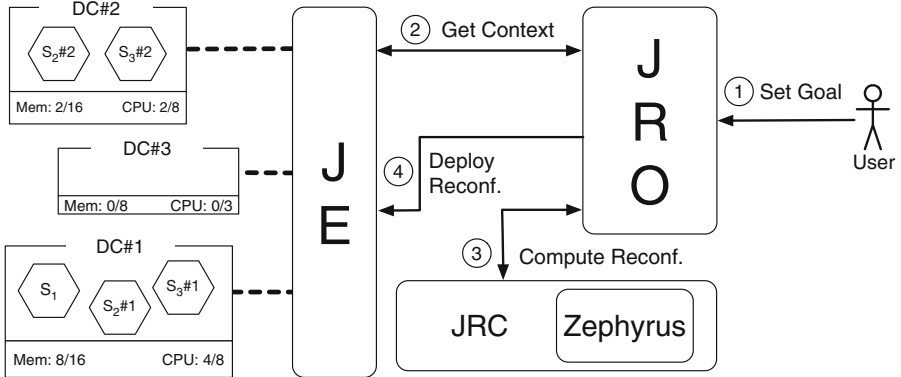 DC#2
S2#2
S3#2
Mem: 2/16
CPU: 2/8
DC#3
Mem: 0/8
CPU: 0/3
DC#1
S1
S2#1
S3#1
Mem: 8/16
CPU: 4/8
J
E
2 Get Context
4 Deploy
Reconf.
3 Compute Reconf.
J
R
O
1 Set Goal
User
JRC
Zephyrus